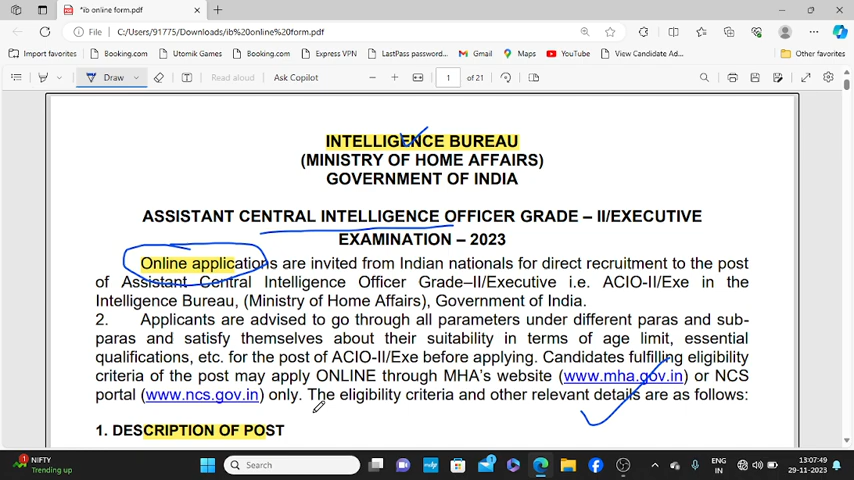 *ib online form.pdf
File
C:/Users/91775/Downloads/ib%20online%20form.pdf
Import favorites
Booking.com
Utomik Games
Booking.com
Express VPN
LastPass password...
Gmail
Maps
YouTube
View Candidate Ad...
Other favorites
Draw
Read aloud
Ask Copilot
1 of 21
INTELLIGENCE BUREAU
(MINISTRY OF HOME AFFAIRS)
GOVERNMENT OF INDIA
ASSISTANT CENTRAL INTELLIGENCE OFFICER GRADE – II/EXECUTIVE
EXAMINATION – 2023
Online applications are invited from Indian nationals for direct recruitment to the post
of Assistant Central Intelligence Officer Grade–II/Executive i.e. ACIO-II/Exe in the
Intelligence Bureau, (Ministry of Home Affairs), Government of India.
2. Applicants are advised to go through all parameters under different paras and sub-
paras and satisfy themselves about their suitability in terms of age limit, essential
qualifications, etc. for the post of ACIO-II/Exe before applying. Candidates fulfilling eligibility
criteria of the post may apply ONLINE through MHA's website (www.mha.gov.in) or NCS
portal (www.ncs.gov.in) only. The eligibility criteria and other relevant details are as follows:
1. DESCRIPTION OF POST
NIFTY
Trending up
Search
ENG
IN
13:07:49
29-11-2023